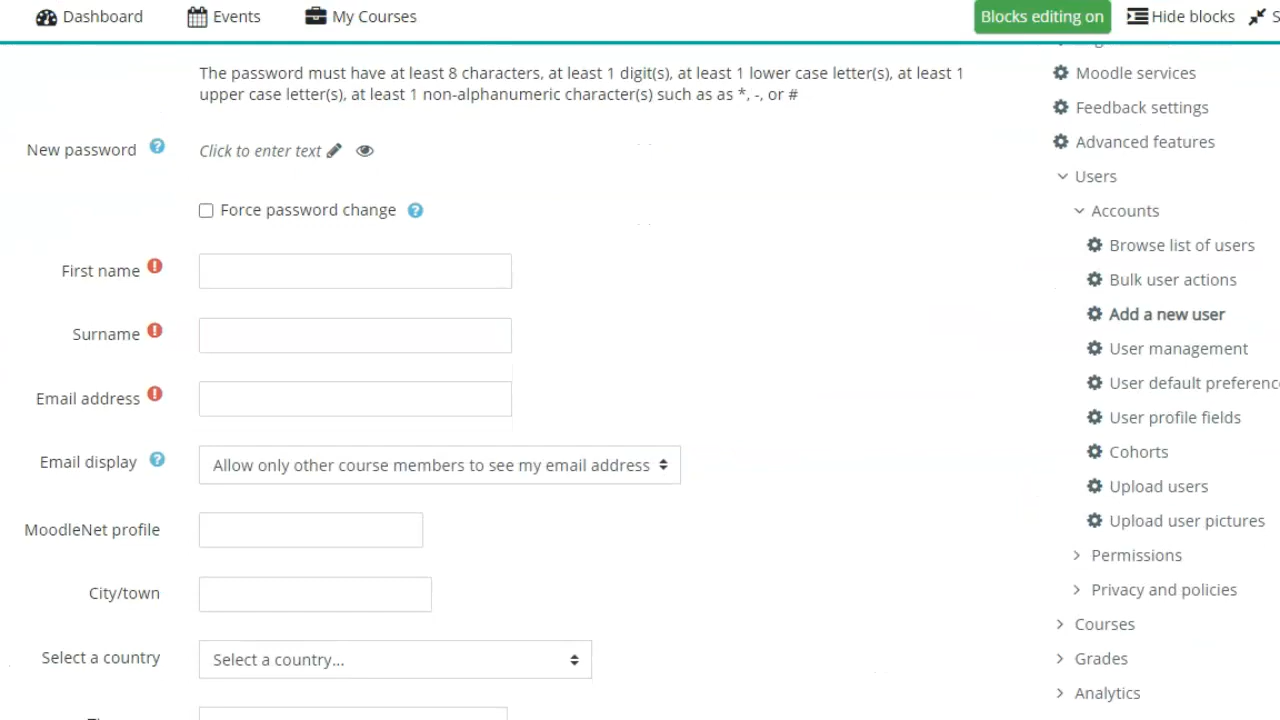 Dashboard
Events
My Courses
Blocks editing on
Hide blocks
The password must have at least 8 characters, at least 1 digit(s), at least 1 lower case letter(s), at least 1
upper case letter(s), at least 1 non-alphanumeric character(s) such as as *, -, or #
New password
Click to enter text
Force password change
First name
Surname
Email address
Email display
Allow only other course members to see my email address
MoodleNet profile
City/town
Select a country
Select a country...
Moodle services
Feedback settings
Advanced features
Users
Accounts
Browse list of users
Bulk user actions
Add a new user
User management
User default preferenc
User profile fields
Cohorts
Upload users
Upload user pictures
Permissions
Privacy and policies
Courses
Grades
Analytics